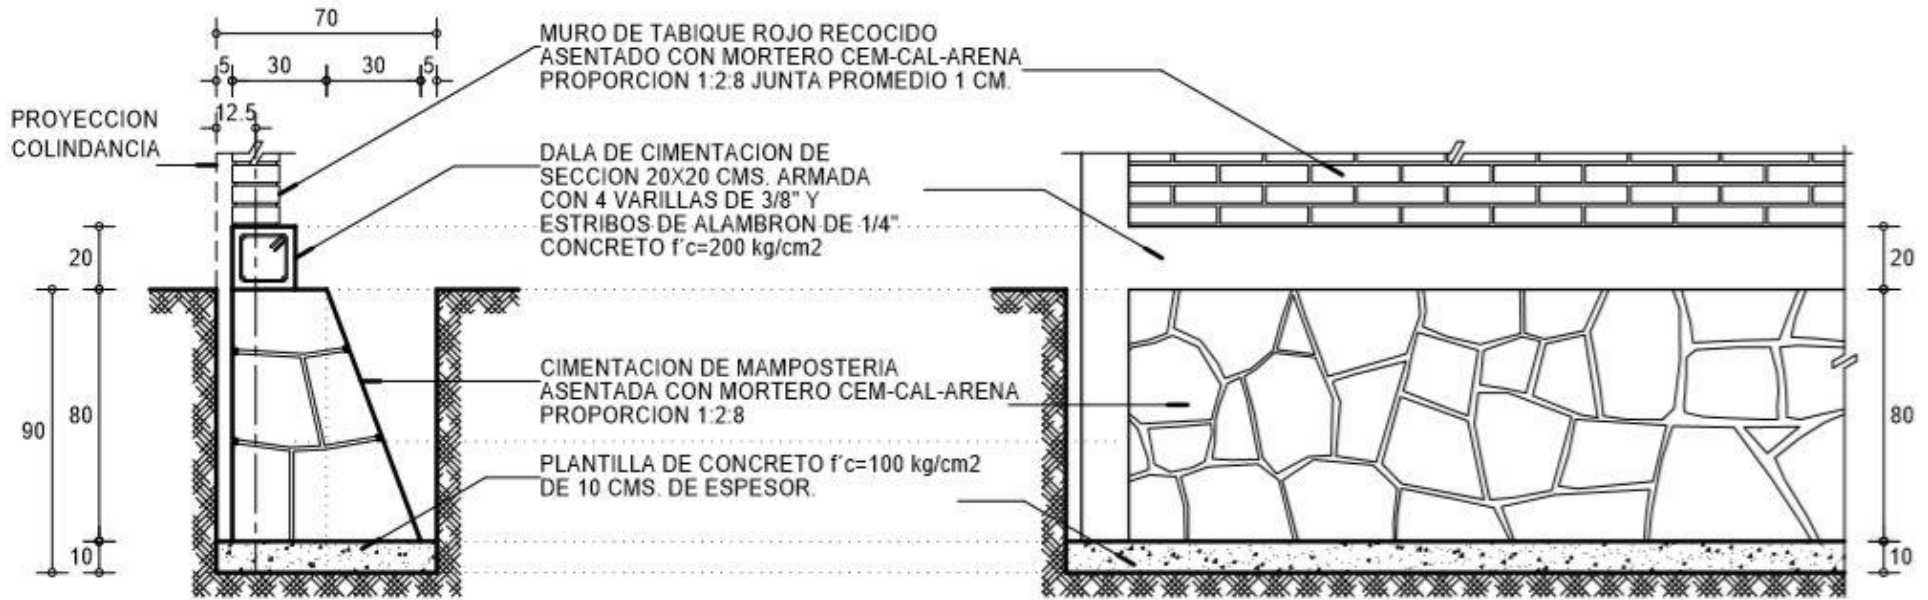 70
5 30 30 5
12.5
PROYECCION
COLINDANCIA
MURO DE TABIQUE ROJO RECOCIDO
ASENTADO CON MORTERO CEM-CAL-ARENA
PROPORCION 1:2:8 JUNTA PROMEDIO 1 CM.
DALA DE CIMENTACION DE
SECCION 20X20 CMS. ARMADA
CON 4 VARILLAS DE 3/8" Y
ESTRIBOS DE ALAMBRON DE 1/4"
CONCRETO f´c=200 kg/cm2
20
20
CIMENTACION DE MAMPOSTERIA
ASENTADA CON MORTERO CEM-CAL-ARENA
PROPORCION 1:2:8
90
80
80
PLANTILLA DE CONCRETO f´c=100 kg/cm2
DE 10 CMS. DE ESPESOR.
10
10